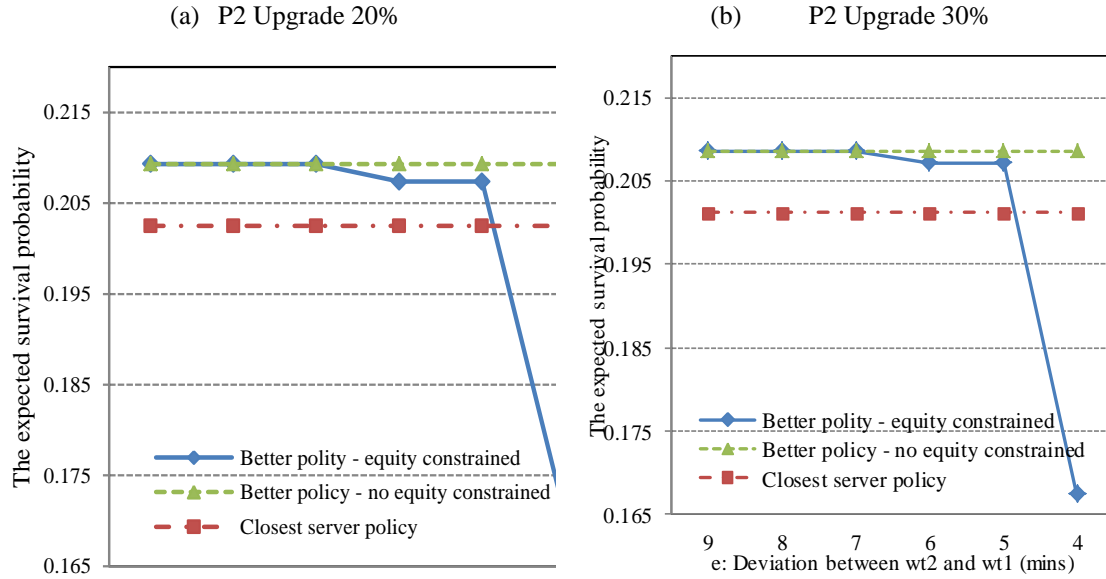 (a) P2 Upgrade 20%
The expected survival probability
0.215
0.205
0.195
0.185
0.175
0.165
Better polity - equity constrained
Better policy - no equity constrained
Closest server policy
(b) P2 Upgrade 30%
The expected survival probability
0.215
0.205
0.195
0.185
0.175
0.165
Better polity - equity constrained
Better policy - no equity constrained
Closest server policy
9 8 7 6 5 4
e: Deviation between wt2 and wt1 (mins)